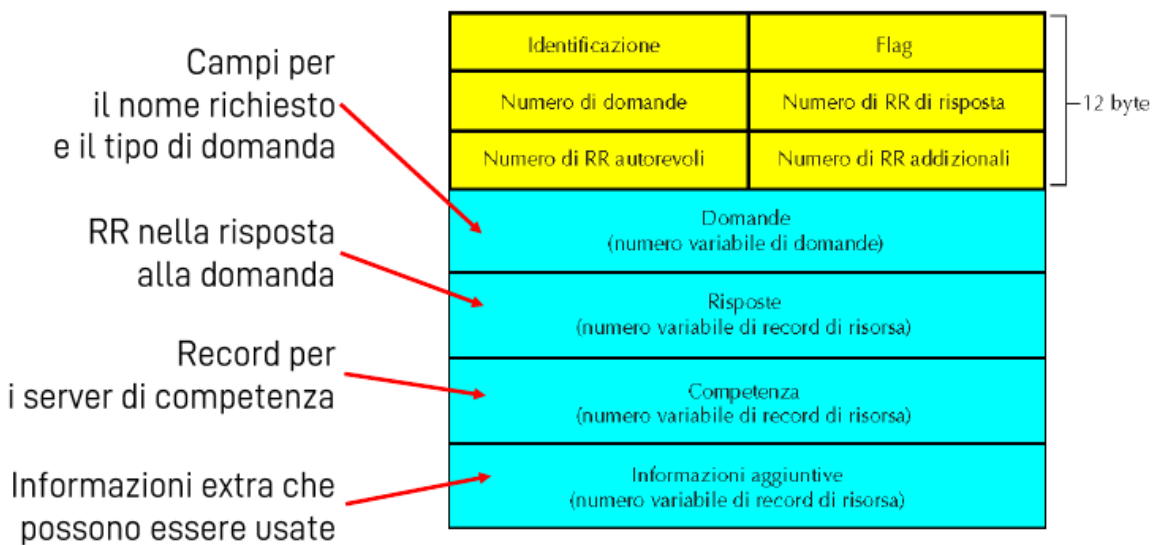 Campi per
il nome richiesto
e il tipo di domanda
RR nella risposta
alla domanda
Record per
i server di competenza
Informazioni extra che
possono essere usate
Identificazione
Flag
Numero di domande
Numero di RR di risposta
Numero di RR autorevoli
Numero di RR addizionali
12 byte
Domande
(numero variabile di domande)
Risposte
(numero variabile di record di risorsa)
Competenza
(numero variabile di record di risorsa)
Informazioni aggiuntive
(numero variabile di record di risorsa)